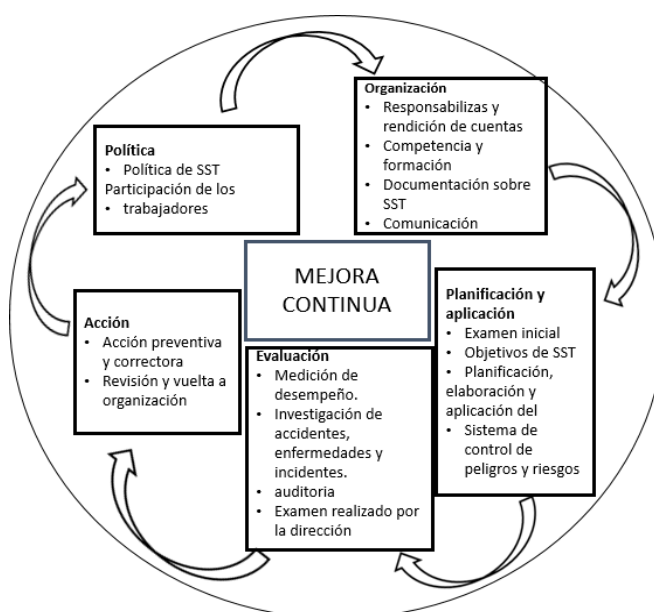 Organización
• Responsabilizas y
rendición de cuentas
• Competencia y
formación
• Documentación sobre
SST
• Comunicación
Política
• Política de SST
Participación de los
• trabajadores
MEJORA
CONTINUA
Planificación y
aplicación
• Examen inicial
• Objetivos de SST
• Planificación,
elaboración y
aplicación del
• Sistema de
control de
peligros y riesgos
Acción
• Acción preventiva
y correctora
• Revisión y vuelta a
organización
Evaluación
• Medición de
desempeño.
• Investigación de
accidentes,
enfermedades y
incidentes.
• auditoria
• Examen realizado por
la dirección